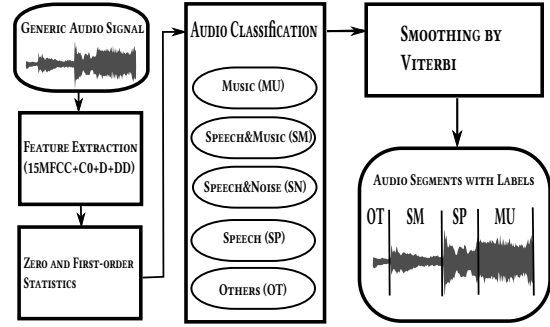 Generic Audio Signal
Feature Extraction
(15MFCC+C0+D+DD)
Zero and First-order
Statistics
Audio Classification
Music (MU)
Speech&Music (SM)
Speech&Noise (SN)
Speech (SP)
Others (OT)
Smoothing by
Viterbi
Audio Segments with Labels
OT SM SP MU